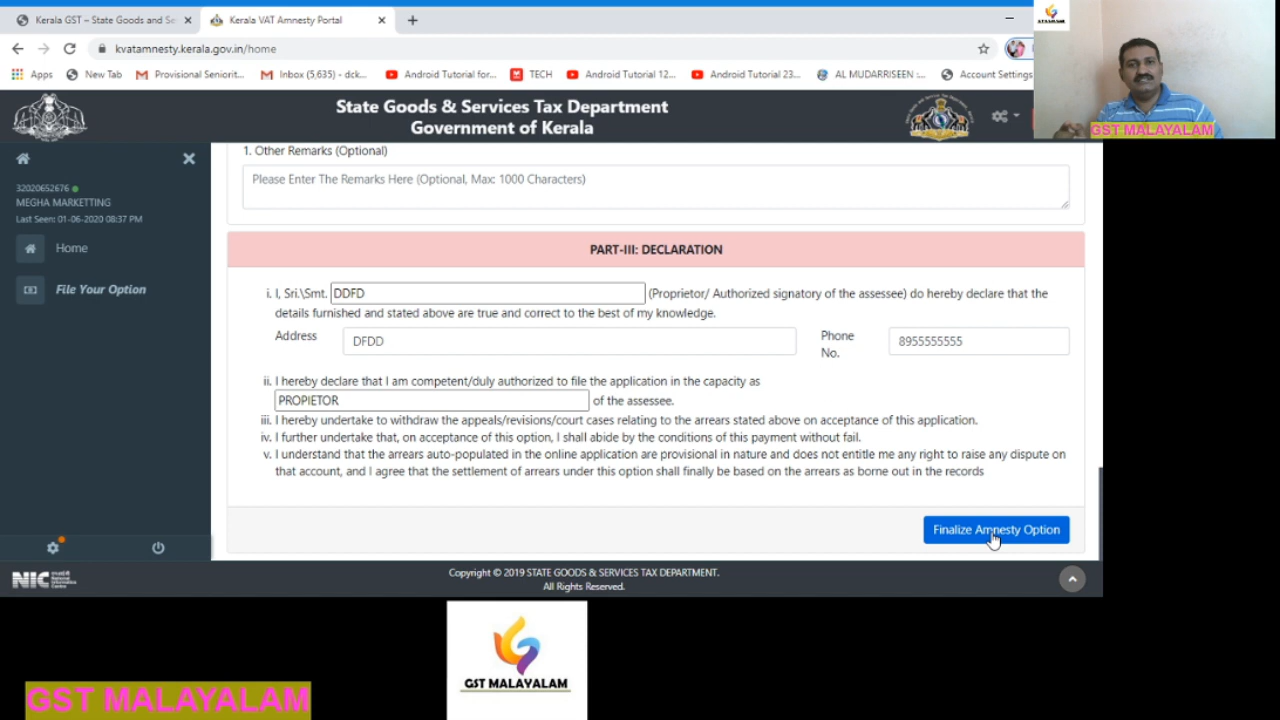 Kerala GST – State Goods and Se
Kerala VAT Amnesty Portal
kvatamnesty.kerala.gov.in/home
Apps
New Tab
Provisional Seniorit...
Inbox (5,635) - dck...
Android Tutorial for...
TECH
Android Tutorial 12...
Android Tutorial 23...
AL MUDARRISEEN :...
Account Settings
GST MALAYALAM
State Goods & Services Tax Department
Government of Kerala
32020652676
MEGHA MARKETTING
Last Seen: 01-06-2020 08:37 PM
Home
File Your Option
1. Other Remarks (Optional)
Please Enter The Remarks Here (Optional, Max: 1000 Characters)
PART-III: DECLARATION
i. I, Sri.\Smt. DDFD (Proprietor/ Authorized signatory of the assessee) do hereby declare that the
details furnished and stated above are true and correct to the best of my knowledge.
Address DFDD Phone No. 8955555555
ii. I hereby declare that I am competent/duly authorized to file the application in the capacity as
PROPIETOR of the assessee.
iii. I hereby undertake to withdraw the appeals/revisions/court cases relating to the arrears stated above on acceptance of this application.
iv. I further undertake that, on acceptance of this option, I shall abide by the conditions of this payment without fail.
v. I understand that the arrears auto-populated in the online application are provisional in nature and does not entitle me any right to raise any dispute on
that account, and I agree that the settlement of arrears under this option shall finally be based on the arrears as borne out in the records
Finalize Amnesty Option
NIC National Informatics Centre
Copyright © 2019 STATE GOODS & SERVICES TAX DEPARTMENT.
All Rights Reserved.
GST MALAYALAM
GST MALAYALAM